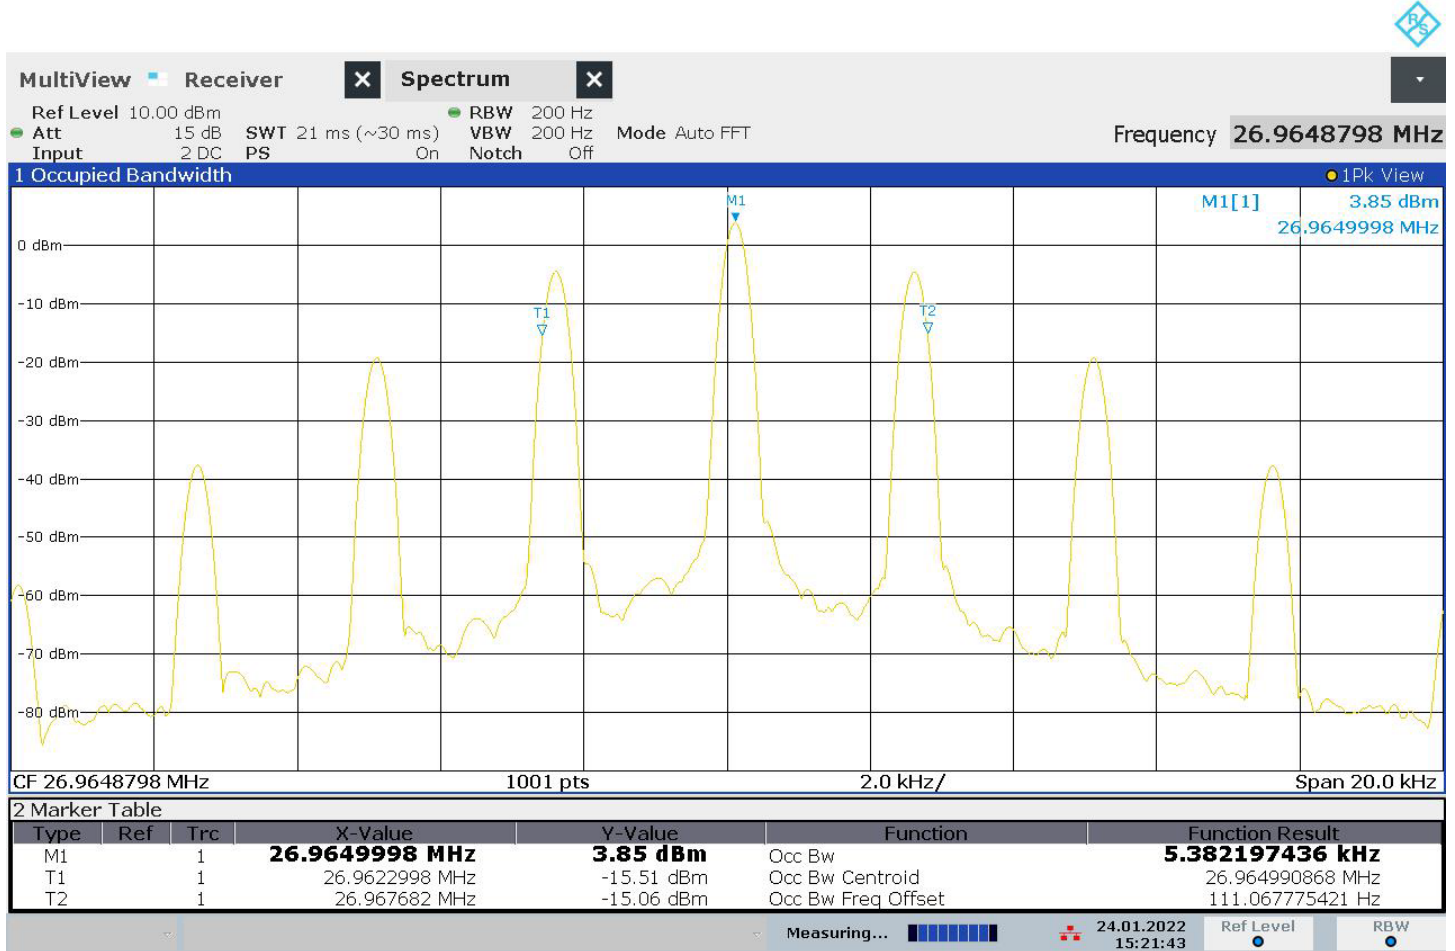 R S
MultiView Receiver X Spectrum X
Ref Level 10.00 dBm RBW 200 Hz
Att 15 dB SWT 21 ms (~30 ms) VBW 200 Hz Mode Auto FFT Frequency 26.9648798 MHz
Input 2 DC PS On Notch Off
1 Occupied Bandwidth 1Pk View
M1 M1[1] 3.85 dBm
26.9649998 MHz
0 dBm
-10 dBm
T1 T2
-20 dBm
-30 dBm
-40 dBm
-50 dBm
-60 dBm
-70 dBm
-80 dBm
CF 26.9648798 MHz 1001 pts 2.0 kHz/ Span 20.0 kHz
2 Marker Table
Type Ref Trc X-Value Y-Value Function Function Result
M1 1 26.9649998 MHz 3.85 dBm Occ Bw 5.382197436 kHz
T1 1 26.9622998 MHz -15.51 dBm Occ Bw Centroid 26.964990868 MHz
T2 1 26.967682 MHz -15.06 dBm Occ Bw Freq Offset 111.067775421 Hz
Measuring... 24.01.2022 Ref Level RBW
15:21:43